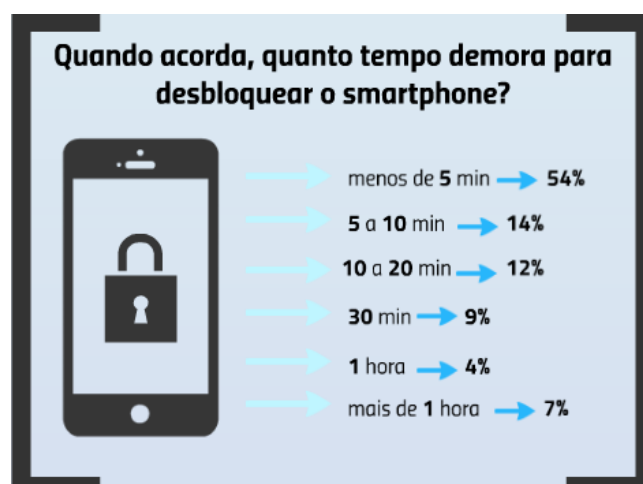 Quando acorda, quanto tempo demora para
desbloquear o smartphone?
menos de 5 min 54%
5 a 10 min 14%
10 a 20 min 12%
30 min 9%
1 hora 4%
mais de 1 hora 7%